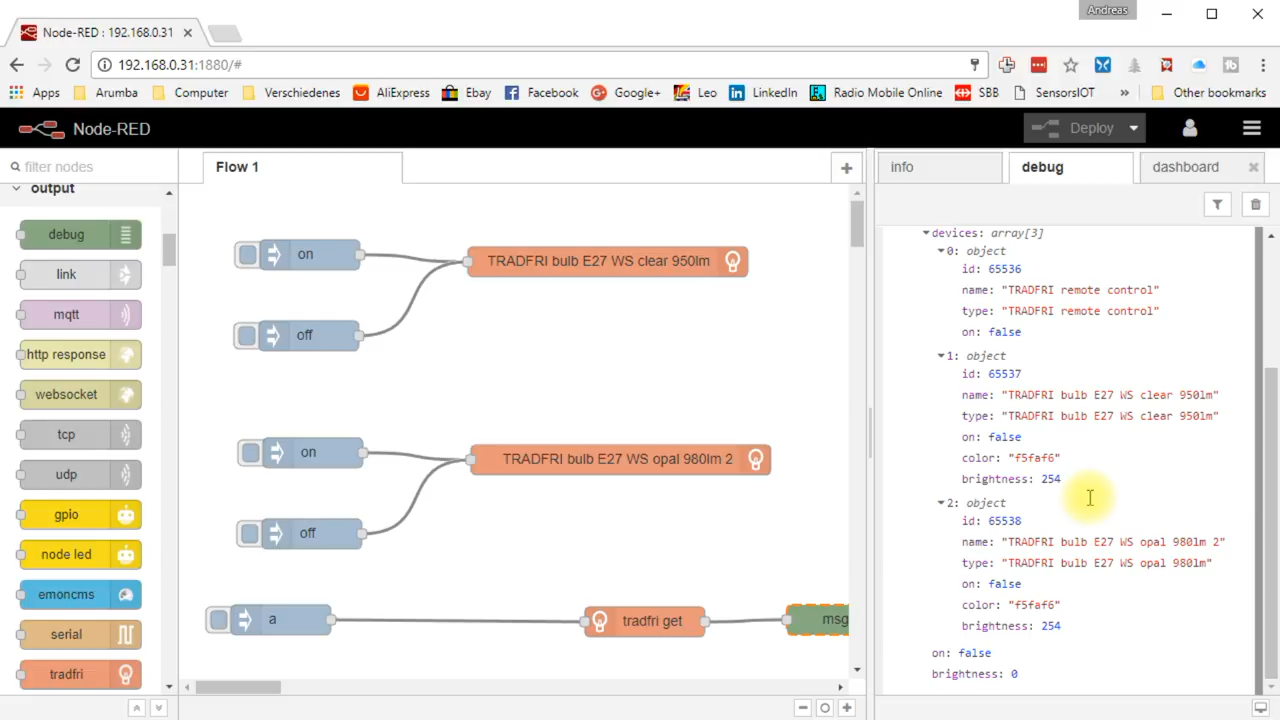 Andreas
Node-RED : 192.168.0.31
192.168.0.31:1880/#
Apps
Arumba
Computer
Verschiedenes
AliExpress
Ebay
Facebook
Google+
Leo
LinkedIn
Radio Mobile Online
SBB
SensorsIOT
»
Other bookmarks
Node-RED
Deploy
filter nodes
Flow 1
info
debug
dashboard
output
debug
link
mqtt
http response
websocket
tcp
udp
gpio
node led
emoncms
serial
tradfri
on
off
TRADFRI bulb E27 WS clear 950lm
on
off
TRADFRI bulb E27 WS opal 980lm 2
a
tradfri get
msg
devices: array[3]
0: object
id: 65536
name: "TRADFRI remote control"
type: "TRADFRI remote control"
on: false
1: object
id: 65537
name: "TRADFRI bulb E27 WS clear 950lm"
type: "TRADFRI bulb E27 WS clear 950lm"
on: false
color: "f5faf6"
brightness: 254
2: object
id: 65538
name: "TRADFRI bulb E27 WS opal 980lm 2"
type: "TRADFRI bulb E27 WS opal 980lm"
on: false
color: "f5faf6"
brightness: 254
on: false
brightness: 0